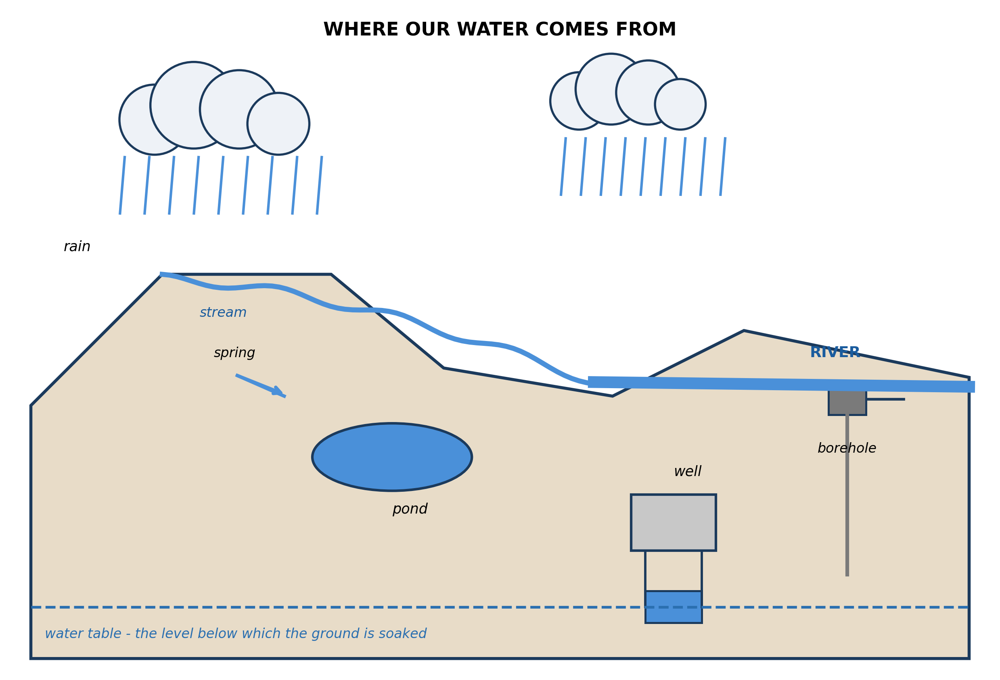 WHERE OUR WATER COMES FROM
rain
stream
spring
RIVER
borehole
well
pond
water table - the level below which the ground is soaked